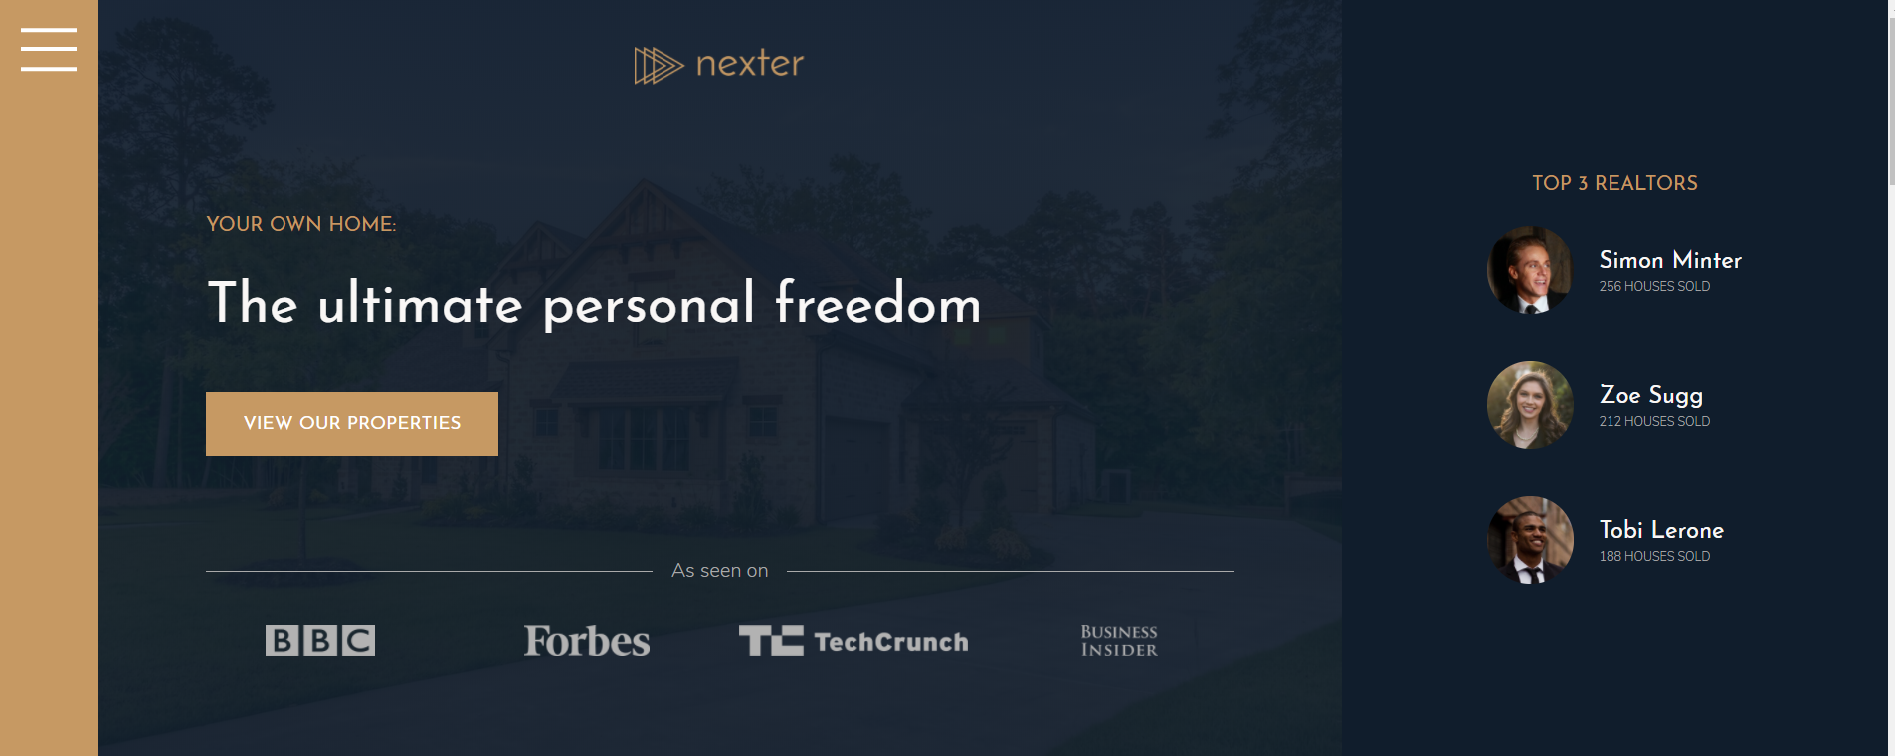 nexter
YOUR OWN HOME:
The ultimate personal freedom
VIEW OUR PROPERTIES
As seen on
BBC
Forbes
TC TechCrunch
BUSINESS
INSIDER
TOP 3 REALTORS
Simon Minter
256 HOUSES SOLD
Zoe Sugg
212 HOUSES SOLD
Tobi Lerone
188 HOUSES SOLD